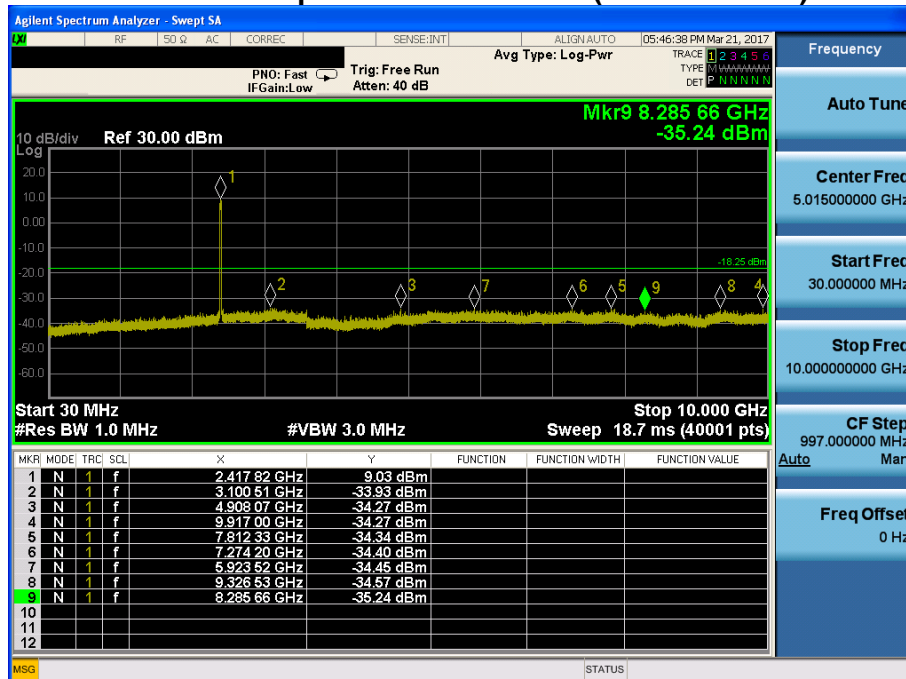 Agilent Spectrum Analyzer - Swept SA
LXI RF 50 Ω AC CORREC SENSE:INT ALIGN AUTO 05:46:38 PM Mar 21, 2017
Avg Type: Log-Pwr TRACE 1 2 3 4 5 6
PNO: Fast Trig: Free Run TYPE M W W W W W
IFGain:Low Atten: 40 dB DET P N N N N N
Mkr9 8.285 66 GHz
-35.24 dBm
10 dB/div Ref 30.00 dBm
Log
20.0
10.0
0.00
-10.0
-20.0
-30.0
-40.0
-50.0
-60.0
1
-18.25 dBm
2 3 7 6 5 9 8 4
Start 30 MHz Stop 10.000 GHz
#Res BW 1.0 MHz #VBW 3.0 MHz Sweep 18.7 ms (40001 pts)
MKR MODE TRC SCL X Y FUNCTION FUNCTION WIDTH FUNCTION VALUE
1 N 1 f 2.417 82 GHz 9.03 dBm
2 N 1 f 3.100 51 GHz -33.93 dBm
3 N 1 f 4.908 07 GHz -34.27 dBm
4 N 1 f 9.917 00 GHz -34.27 dBm
5 N 1 f 7.812 33 GHz -34.34 dBm
6 N 1 f 7.274 20 GHz -34.40 dBm
7 N 1 f 5.923 52 GHz -34.45 dBm
8 N 1 f 9.326 53 GHz -34.57 dBm
9 N 1 f 8.285 66 GHz -35.24 dBm
10
11
12
MSG STATUS
Frequency
Auto Tune
Center Freq
5.015000000 GHz
Start Freq
30.000000 MHz
Stop Freq
10.000000000 GHz
CF Step
997.000000 MHz
Auto Man
Freq Offset
0 Hz